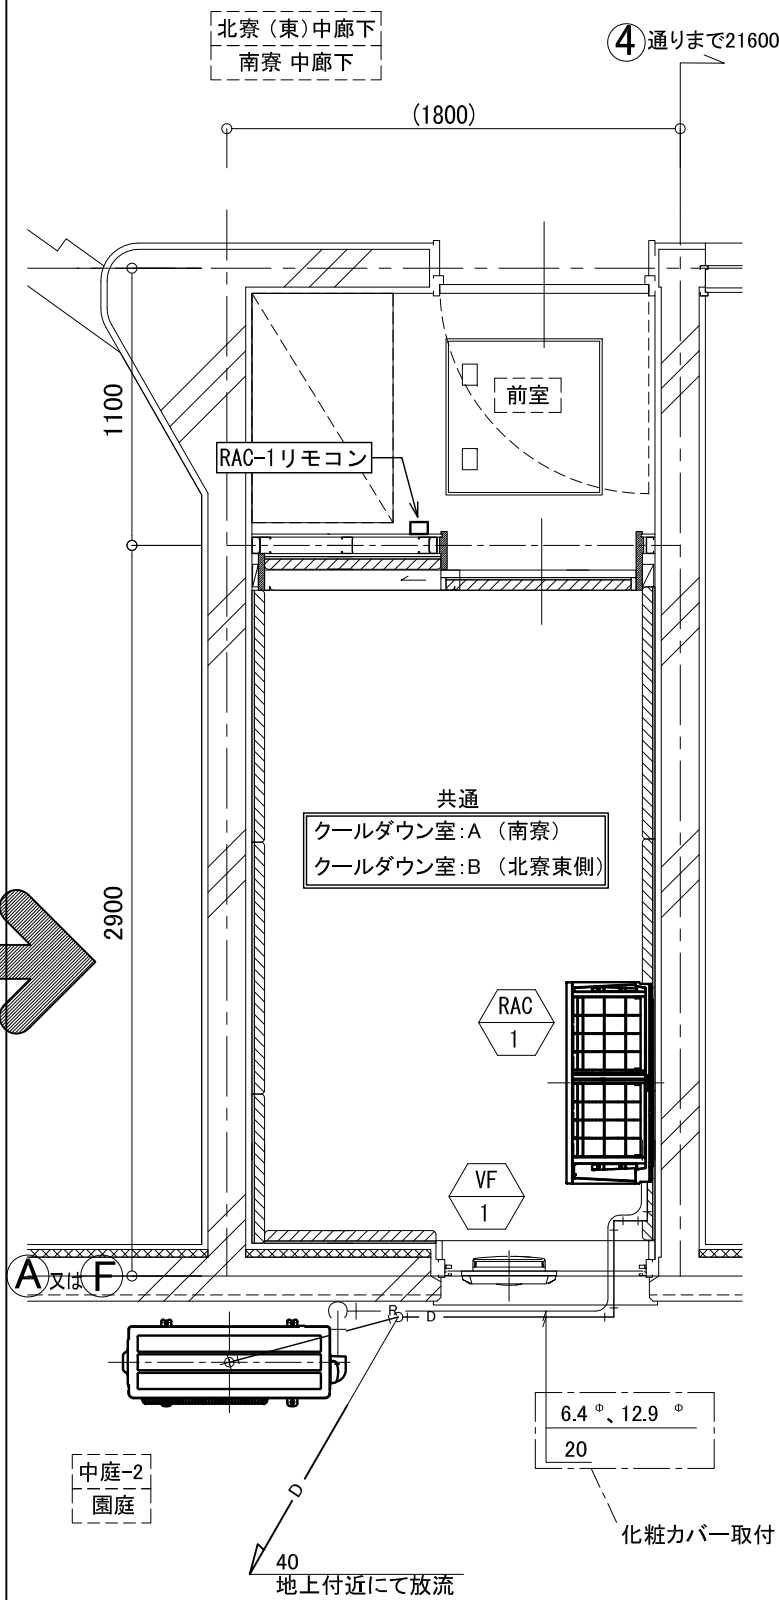 北寮（東）中廊下
南寮 中廊下
4 通りまで21600
(1800)
1100
前室
RAC-1リモコン
共通
クールダウン室:A （南寮）
クールダウン室:B （北寮東側）
2900
RAC
1
VF
1
A 又は F
R
D
6.4 φ、12.9 φ
20
中庭-2
園庭
D
化粧カバー取付
40
地上付近にて放流